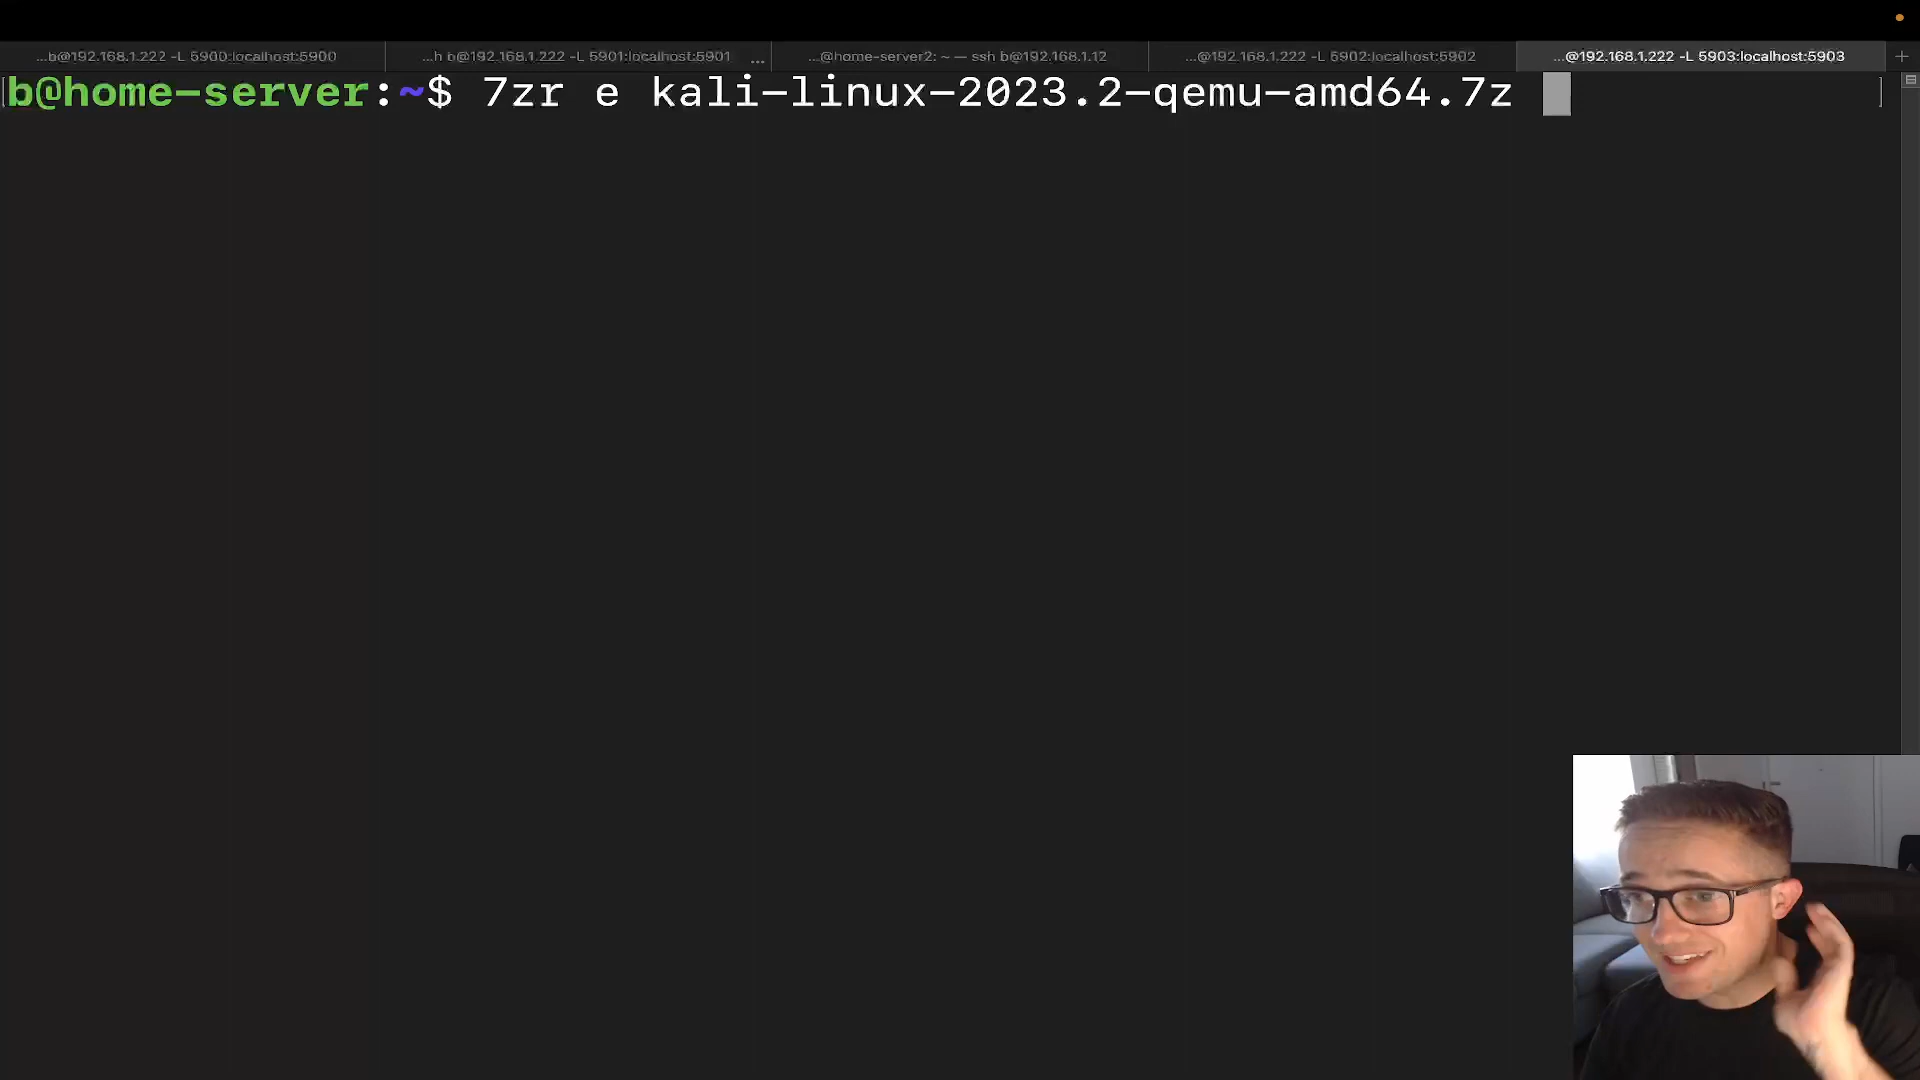 ...b@192.168.1.222 -L 5900:localhost:5900
...h b@192.168.1.222 -L 5901:localhost:5901
...
...@home-server2: ~ — ssh b@192.168.1.12
...@192.168.1.222 -L 5902:localhost:5902
...@192.168.1.222 -L 5903:localhost:5903
+
[b@home-server:~$ 7zr e kali-linux-2023.2-qemu-amd64.7z ]